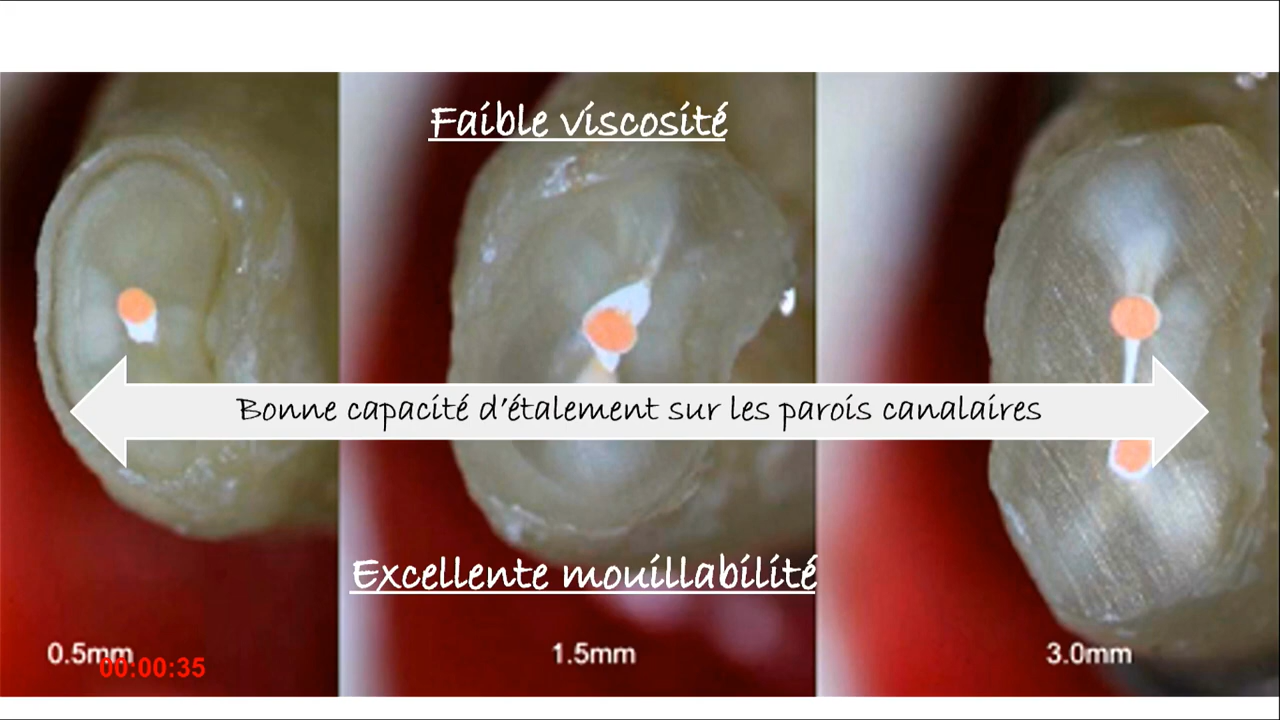 Faible viscosité
Bonne capacité d'étalement sur les parois canalaires
Excellente mouillabilité
0.5mm
1.5mm
3.0mm
00:00:35